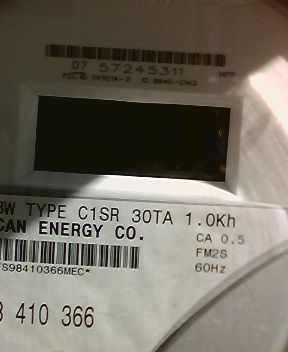 07 57245311
3W TYPE C1SR 30TA 1.0Kh
CAN ENERGY CO.
CA 0.5
FM2S
S98410366MEC*
60Hz
410 366